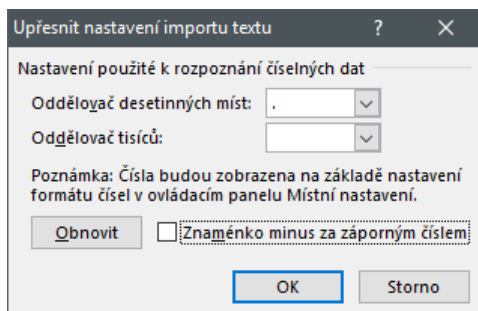 Upřesnit nastavení importu textu ? ×
Nastavení použité k rozpoznání číselných dat
Oddělovač desetinných míst: .
Oddělovač tisíců:
Poznámka: Čísla budou zobrazena na základě nastavení
formátu čísel v ovládacím panelu Místní nastavení.
Obnovit Znaménko minus za záporným číslem
OK Storno